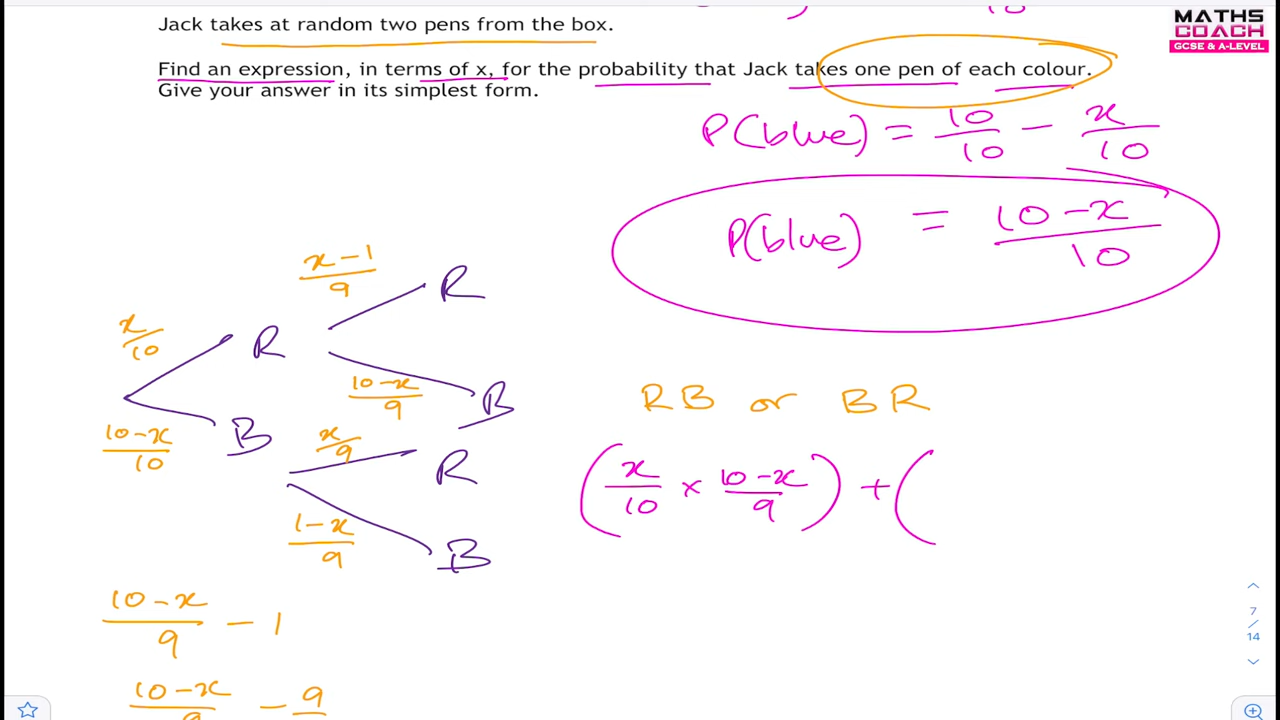 Jack takes at random two pens from the box.
MATHS
COACH
GCSE & A-LEVEL
Find an expression, in terms of x, for the probability that Jack takes one pen of each colour.
Give your answer in its simplest form.
P(blue) = 10/10 - x/10
P(blue) = 10-x/10
x-1/9
R
x/10
R
10-x/9
B
10-x/10
B
x/9
R
1-x/9
B
RB or BR
(x/10 × 10-x/9) + (
10-x/9 - 1
10-x/9 - 9
7
/
14